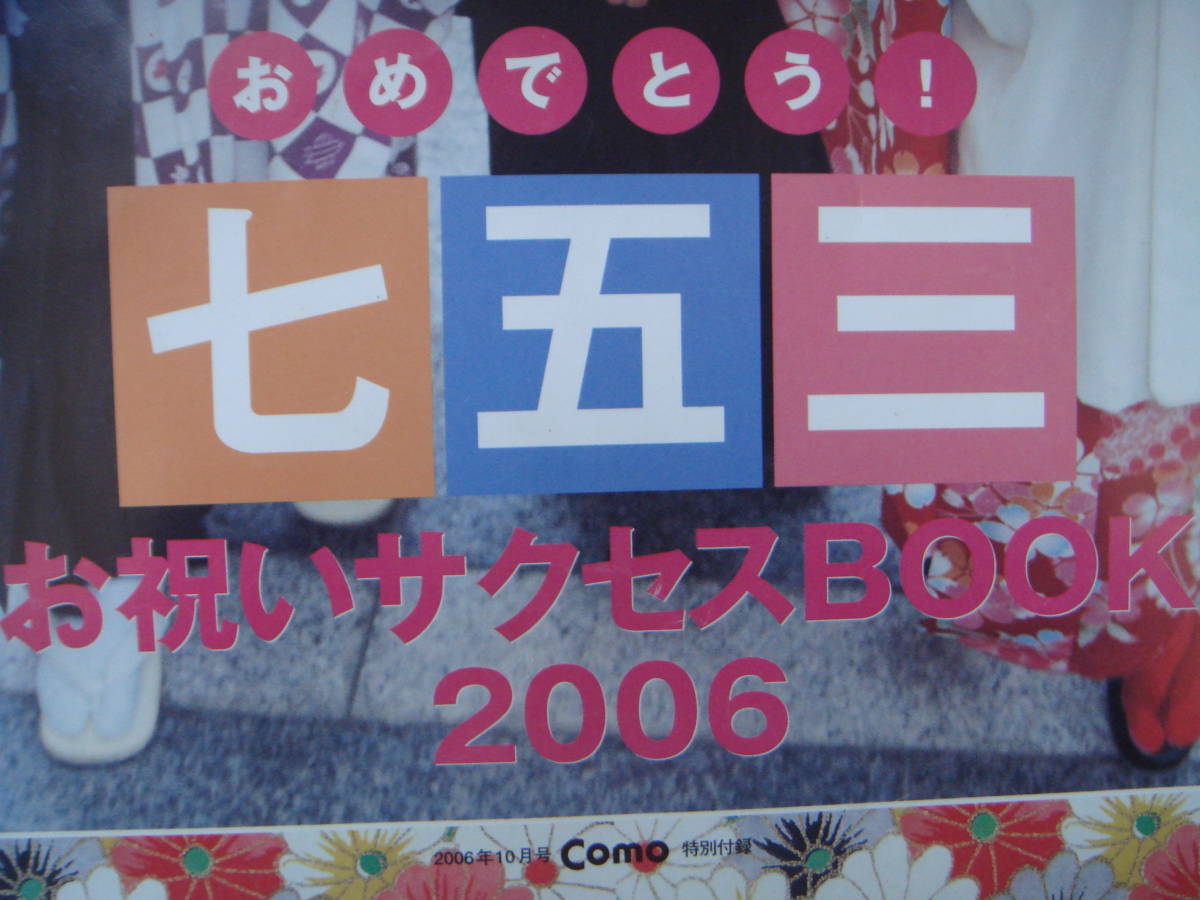 おめでとう！
七五三
お祝いサクセスBOOK
2006
2006年10月号 Como 特別付録